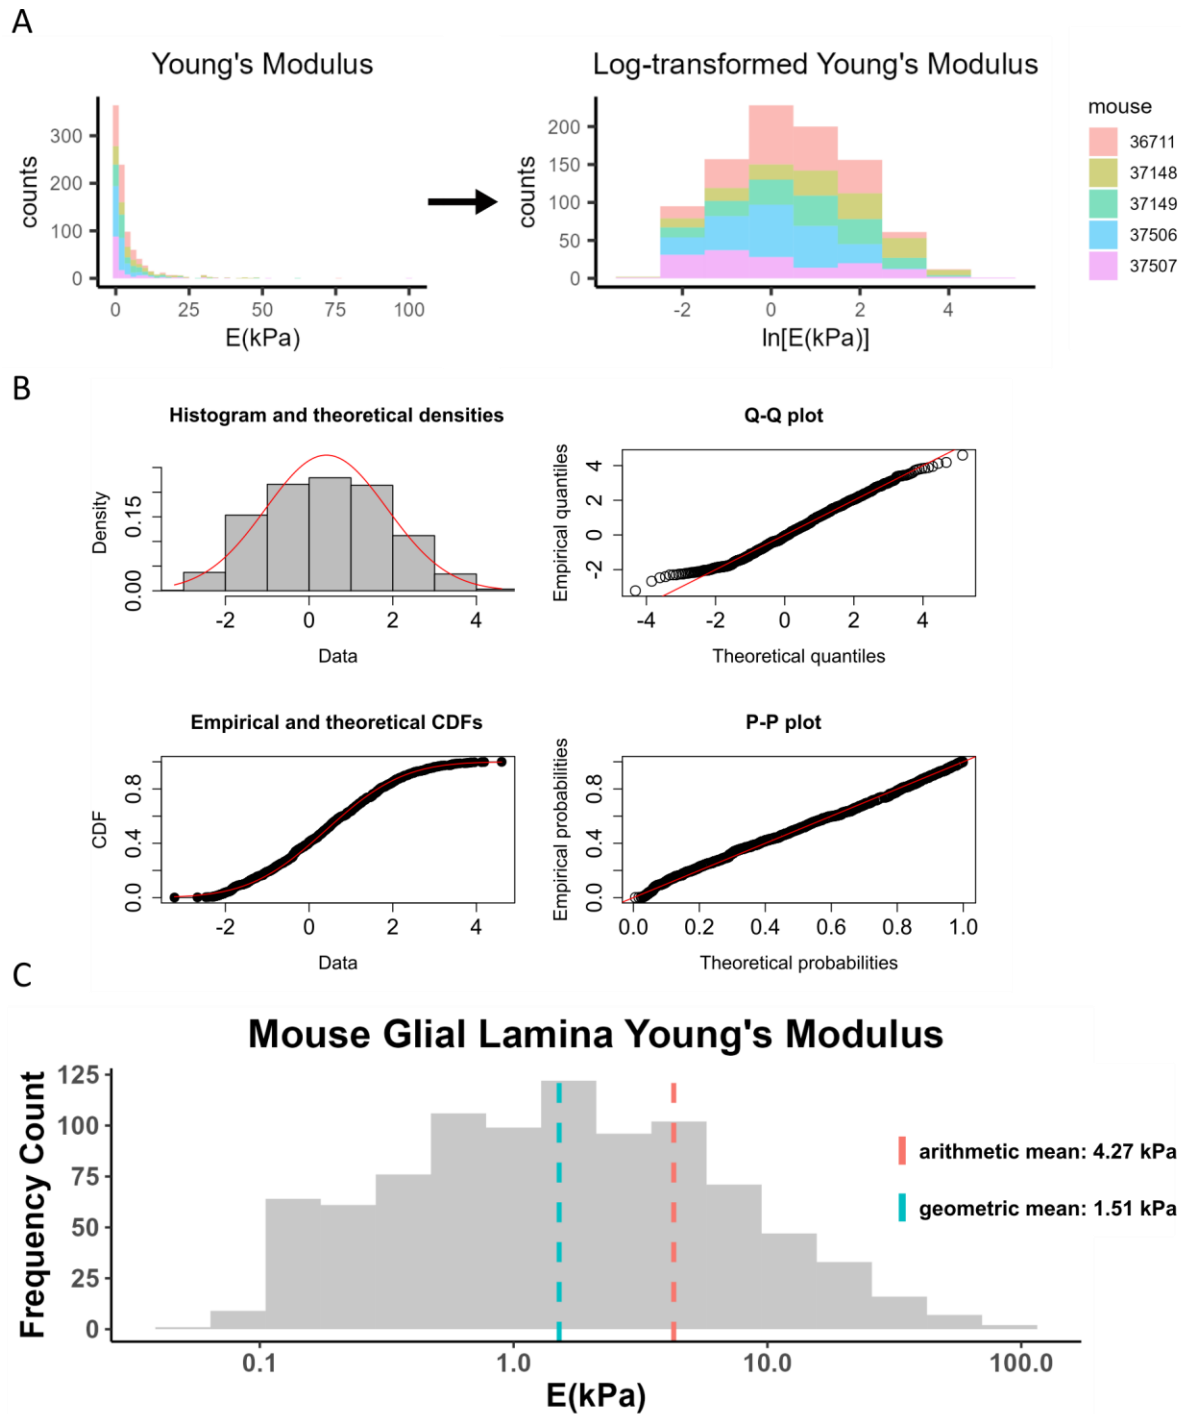 A
Young's Modulus
Log-transformed Young's Modulus
counts
300
200
100
0
0 25 50 75 100
E(kPa)
counts
200
150
100
50
0
-2 0 2 4
ln[E(kPa)]
mouse
36711
37148
37149
37506
37507
B
Histogram and theoretical densities
Density
0.15
0.00
-2 0 2 4
Data
Q-Q plot
Empirical quantiles
4
2
0
-2
-4 -2 0 2 4
Theoretical quantiles
Empirical and theoretical CDFs
CDF
0.8
0.4
0.0
-2 0 2 4
Data
P-P plot
Empirical probabilities
0.8
0.4
0.0
0.0 0.2 0.4 0.6 0.8 1.0
Theoretical probabilities
C
Mouse Glial Lamina Young's Modulus
Frequency Count
125
100
75
50
25
0
0.1 1.0 10.0 100.0
E(kPa)
arithmetic mean: 4.27 kPa
geometric mean: 1.51 kPa